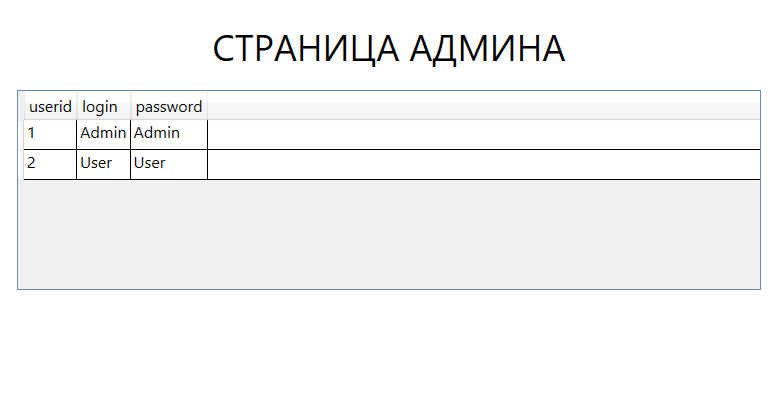 СТРАНИЦА АДМИНА
userid login password
1 Admin Admin
2 User User